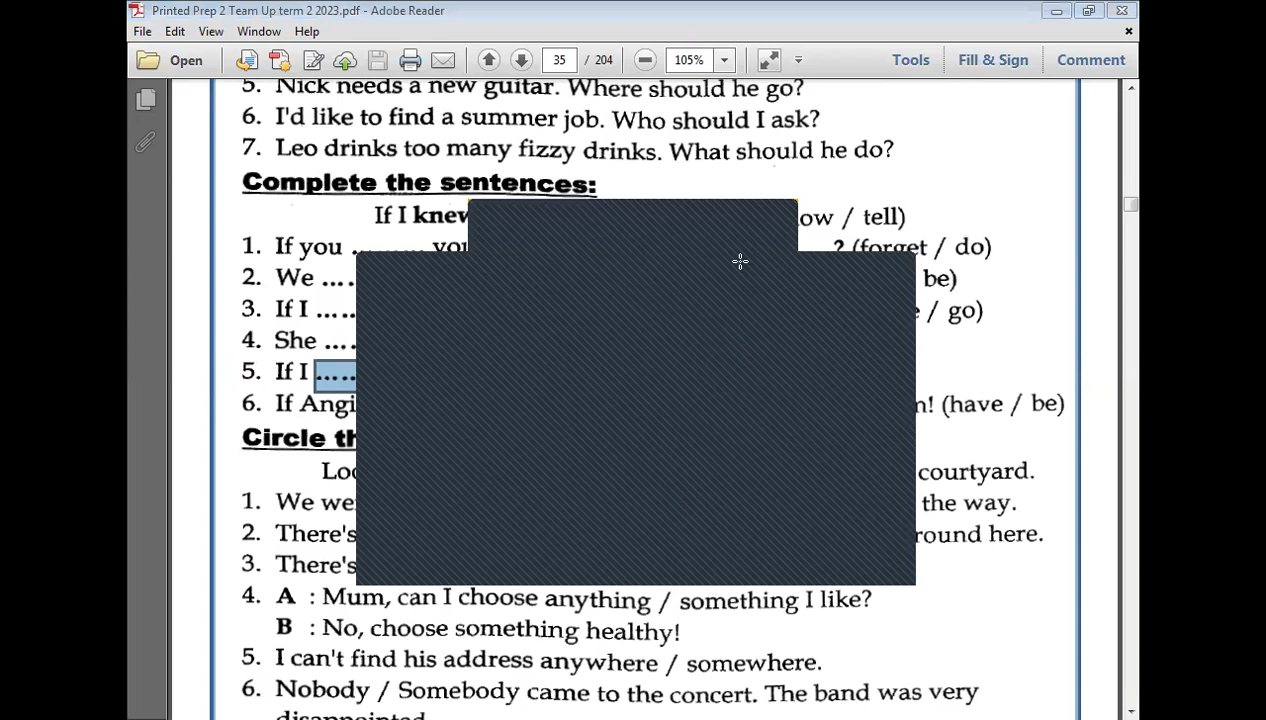 Printed Prep 2 Team Up term 2 2023.pdf - Adobe Reader
File Edit View Window Help
Open 35 / 204 105% Tools Fill & Sign Comment
5. Nick needs a new guitar. Where should he go?
6. I'd like to find a summer job. Who should I ask?
7. Leo drinks too many fizzy drinks. What should he do?
Complete the sentences:
If I knew / tell)
1. If you ........... ? (forget / do)
2. We .... be)
3. If I ..... / go)
4. She ....
5. If I .....
6. If (have / be)
Circle
courtyard.
1. We the way.
2. There's here.
3. There's
4. A : Mum, can I choose anything / something I like?
B : No, choose something healthy!
5. I can't find his address anywhere / somewhere.
6. Nobody / Somebody came to the concert. The band was very
disappointed.